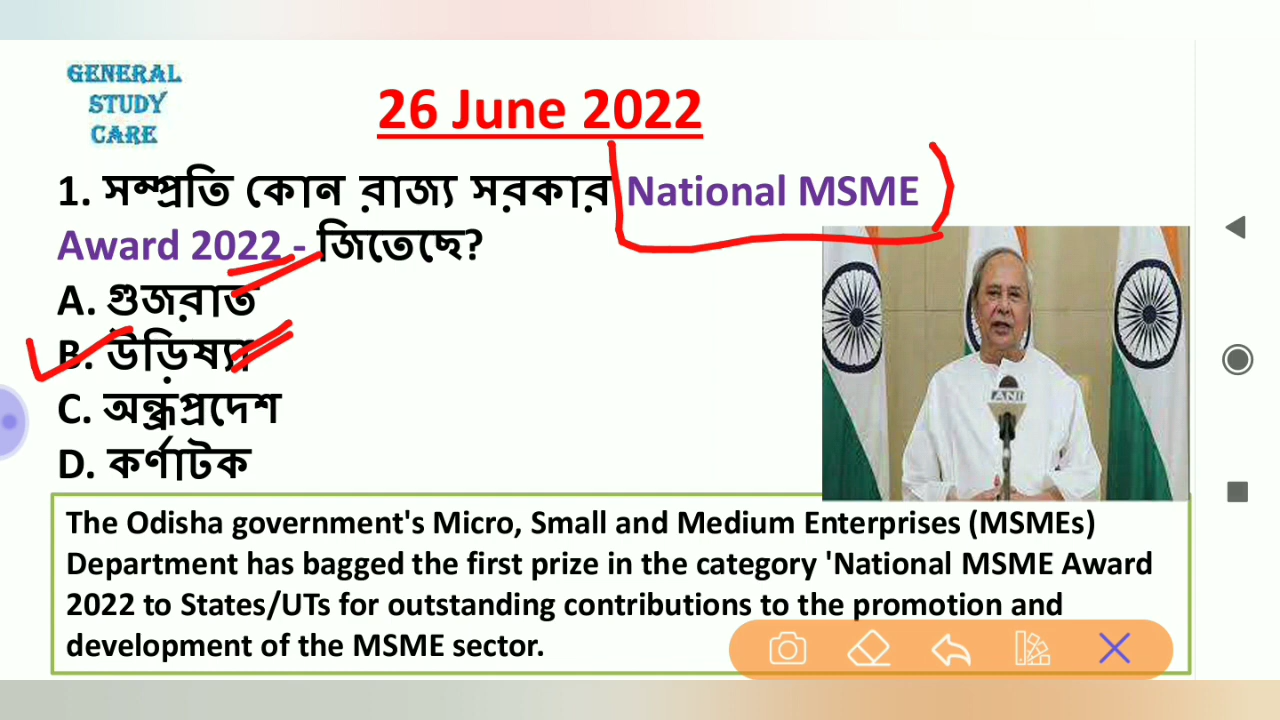 GENERAL
STUDY
CARE
26 June 2022
1. সম্প্রতি কোন রাজ্য সরকার National MSME
Award 2022 - জিতেছে?
A. গুজরাত
B. উড়িষ্যা
C. অন্ধ্রপ্রদেশ
D. কর্ণাটক
ANI
The Odisha government's Micro, Small and Medium Enterprises (MSMEs)
Department has bagged the first prize in the category 'National MSME Award
2022 to States/UTs for outstanding contributions to the promotion and
development of the MSME sector.